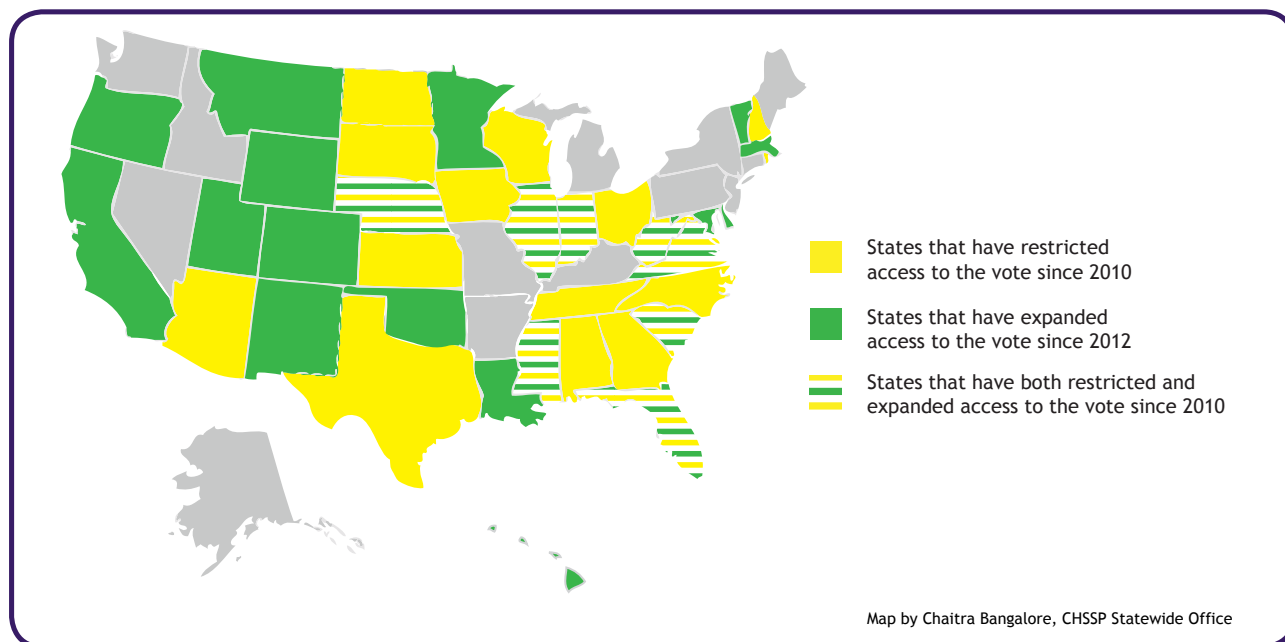 States that have restricted
access to the vote since 2010
States that have expanded
access to the vote since 2012
States that have both restricted and
expanded access to the vote since 2010
Map by Chaitra Bangalore, CHSSP Statewide Office